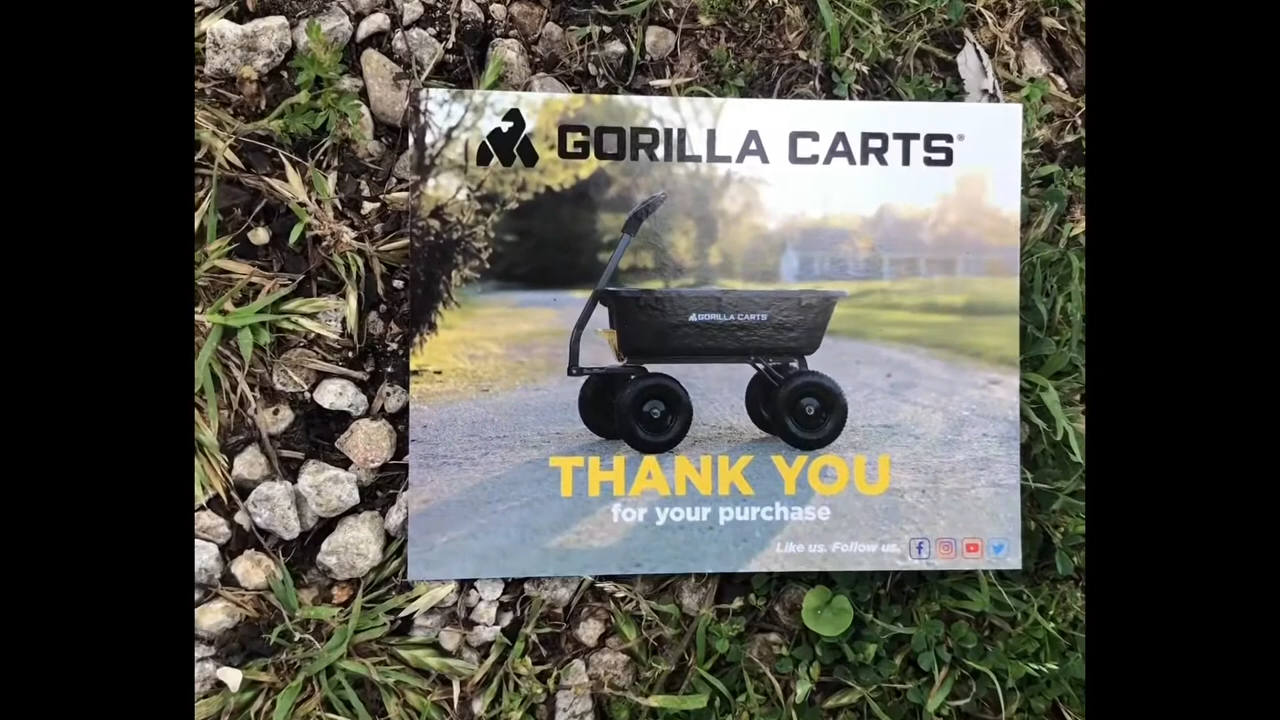 GORILLA CARTS®
GORILLA CARTS
THANK YOU
for your purchase
Like us. Follow us.